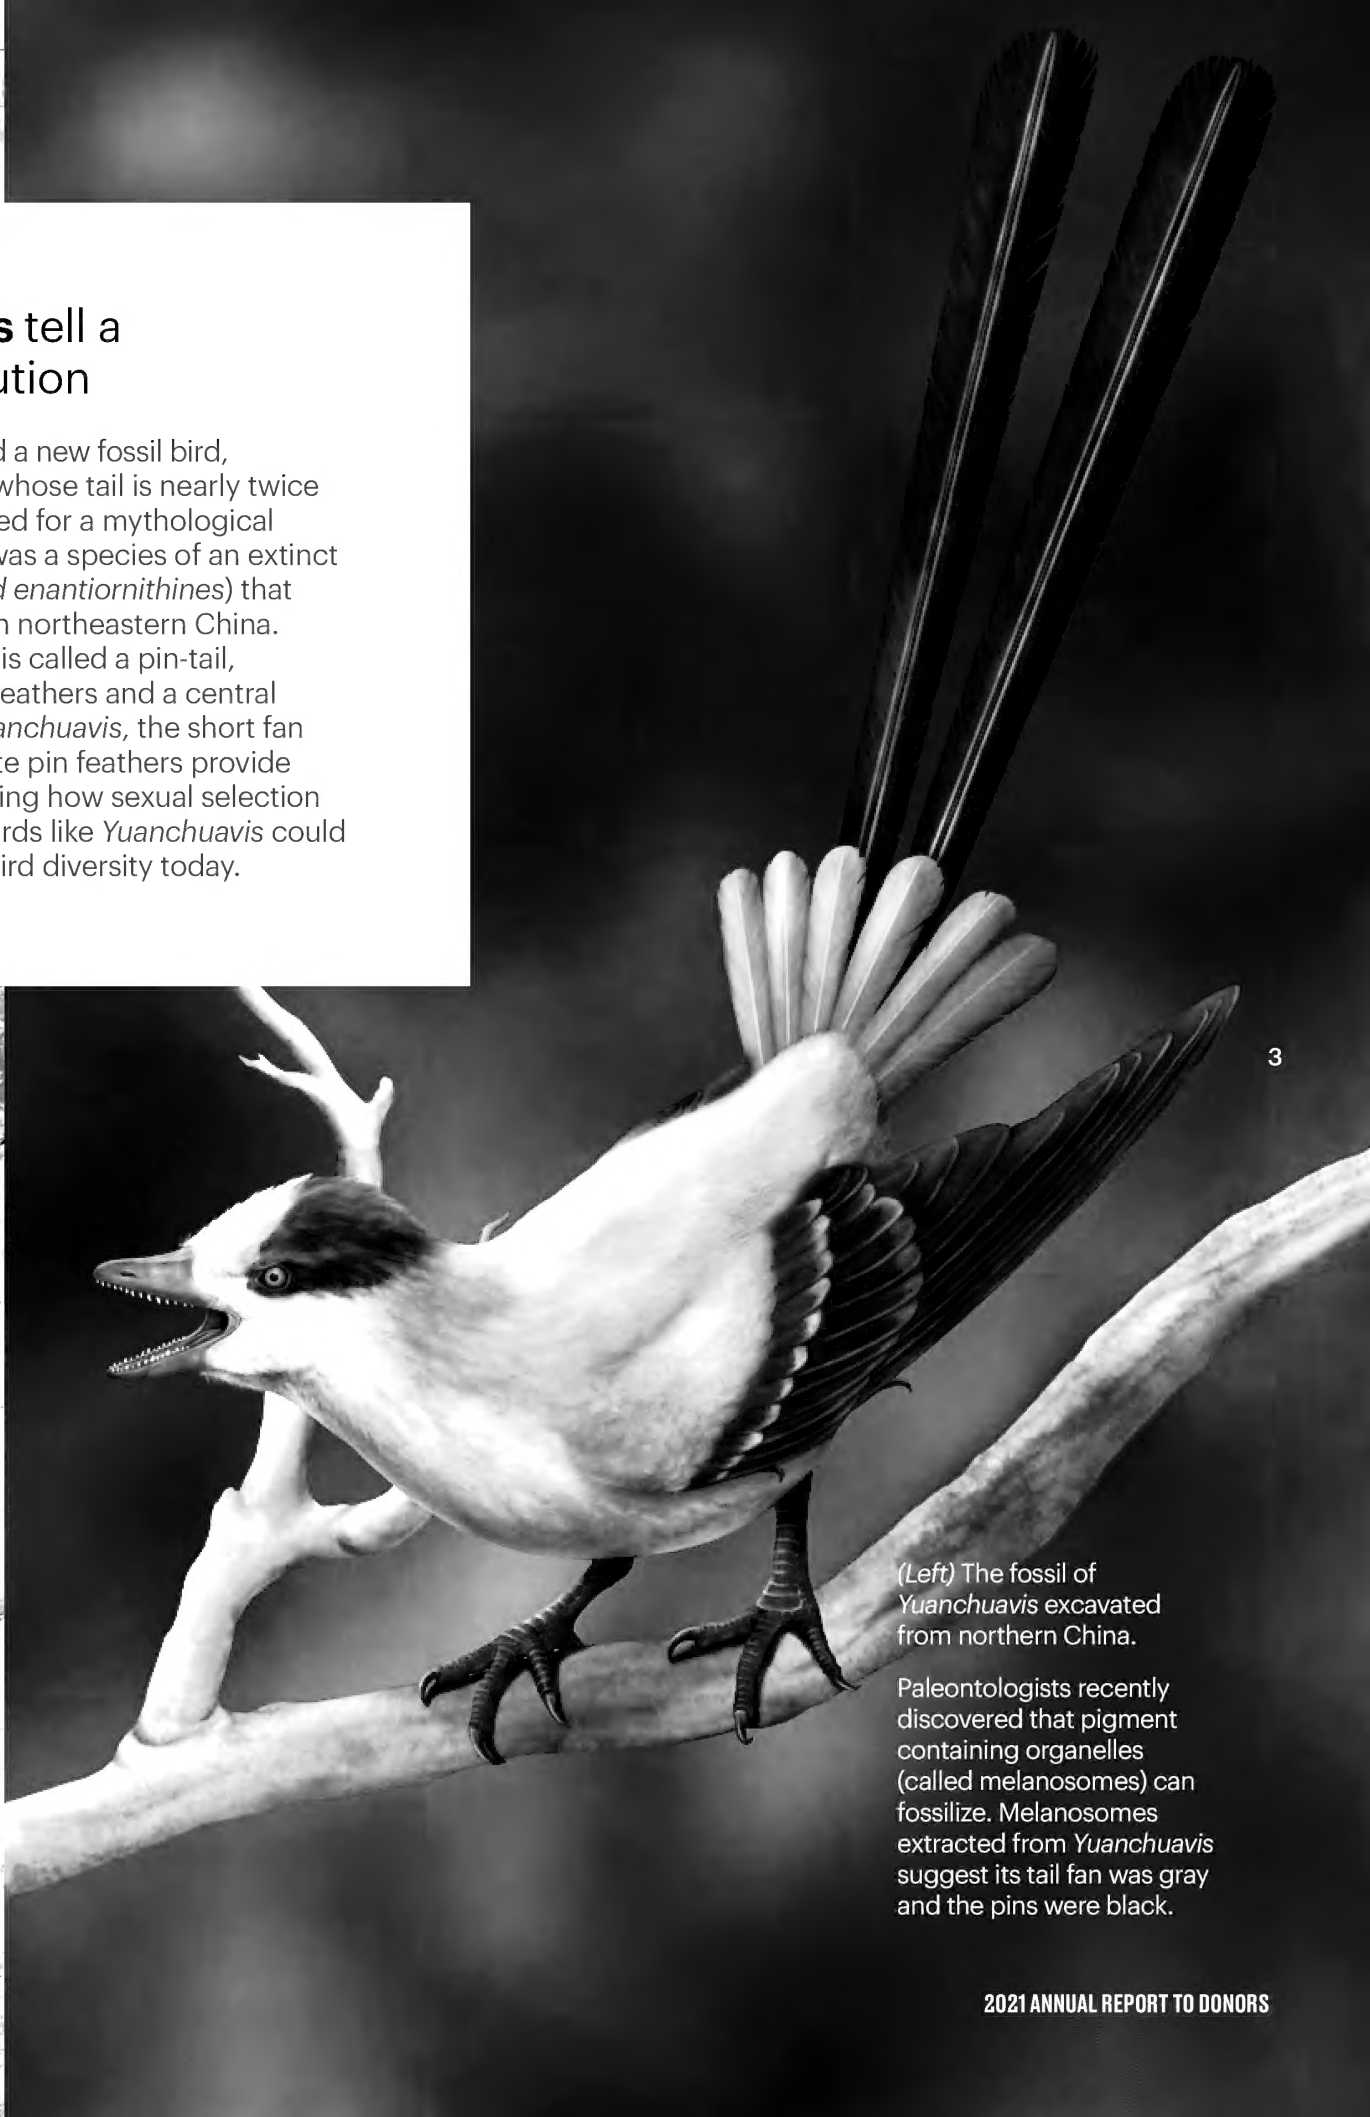 s tell a
ution
d a new fossil bird,
whose tail is nearly twice
ed for a mythological
was a species of an extinct
d enantiornithines) that
n northeastern China.
is called a pin-tail,
eathers and a central
anchuavis, the short fan
te pin feathers provide
ing how sexual selection
rds like Yuanchuavis could
ird diversity today.
3
(Left) The fossil of
Yuanchuavis excavated
from northern China.
Paleontologists recently
discovered that pigment
containing organelles
(called melanosomes) can
fossilize. Melanosomes
extracted from Yuanchuavis
suggest its tail fan was gray
and the pins were black.
2021 ANNUAL REPORT TO DONORS